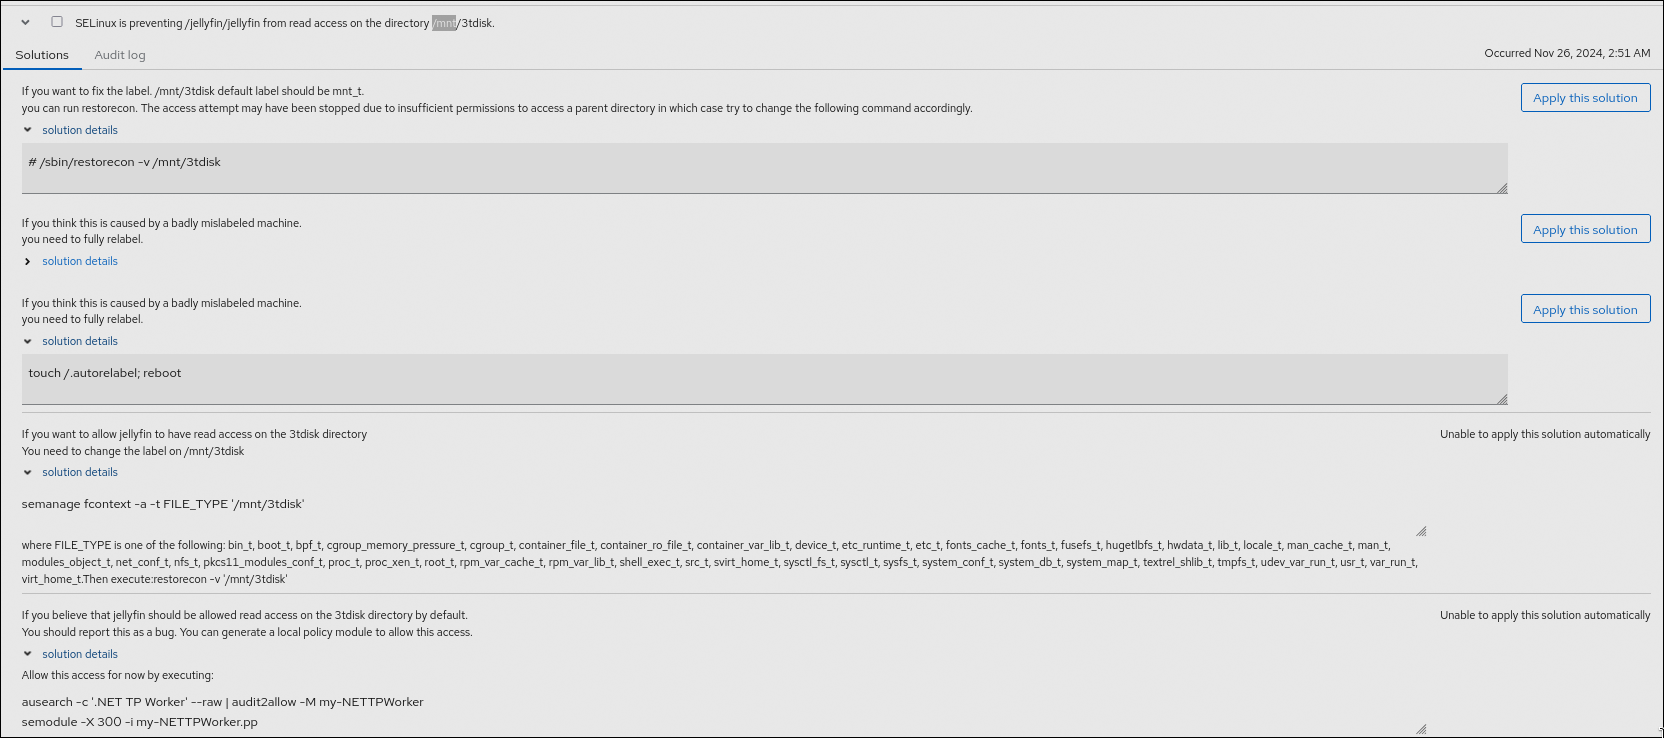 SELinux is preventing /jellyfin/jellyfin from read access on the directory /mnt/3tdisk.
Solutions
Audit log
Occurred Nov 26, 2024, 2:51 AM
If you want to fix the label. /mnt/3tdisk default label should be mnt_t.
you can run restorecon. The access attempt may have been stopped due to insufficient permissions to access a parent directory in which case try to change the following command accordingly.
Apply this solution
solution details
# /sbin/restorecon -v /mnt/3tdisk
If you think this is caused by a badly mislabeled machine.
you need to fully relabel.
Apply this solution
solution details
If you think this is caused by a badly mislabeled machine.
you need to fully relabel.
Apply this solution
solution details
touch /.autorelabel; reboot
If you want to allow jellyfin to have read access on the 3tdisk directory
You need to change the label on /mnt/3tdisk
Unable to apply this solution automatically
solution details
semanage fcontext -a -t FILE_TYPE '/mnt/3tdisk'
where FILE_TYPE is one of the following: bin_t, boot_t, bpf_t, cgroup_memory_pressure_t, cgroup_t, container_file_t, container_ro_file_t, container_var_lib_t, device_t, etc_runtime_t, etc_t, fonts_cache_t, fonts_t, fusefs_t, hugetlbfs_t, hwdata_t, lib_t, locale_t, man_cache_t, man_t,
modules_object_t, net_conf_t, nfs_t, pkcs11_modules_conf_t, proc_t, proc_xen_t, root_t, rpm_var_cache_t, rpm_var_lib_t, shell_exec_t, src_t, svirt_home_t, sysctl_fs_t, sysctl_t, sysfs_t, system_conf_t, system_db_t, system_map_t, textrel_shlib_t, tmpfs_t, udev_var_run_t, usr_t, var_run_t,
virt_home_t.Then execute:restorecon -v '/mnt/3tdisk'
If you believe that jellyfin should be allowed read access on the 3tdisk directory by default.
You should report this as a bug. You can generate a local policy module to allow this access.
Unable to apply this solution automatically
solution details
Allow this access for now by executing:
ausearch -c '.NET TP Worker' --raw | audit2allow -M my-NETTPWorker
semodule -X 300 -i my-NETTPWorker.pp